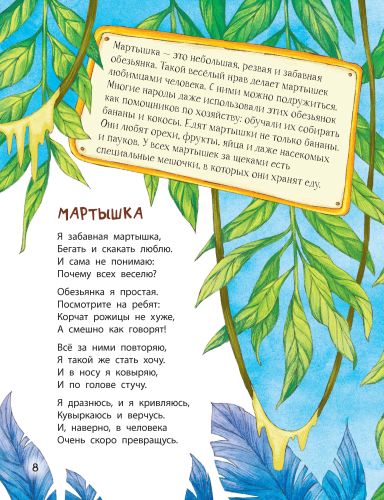 Мартышка — это небольшая, резвая и забавная
обезьянка. Такой весёлый нрав делает мартышек
любимцами человека. С ними можно подружиться.
Многие народы даже использовали этих обезьянок
как помощников по хозяйству: обучали их собирать
бананы и кокосы. Едят мартышки не только бананы.
Они любят орехи, фрукты, яйца и даже насекомых
и пауков. У всех мартышек за щеками есть
специальные мешочки, в которых они хранят еду.
МАРТЫШКА
Я забавная мартышка,
Бегать и скакать люблю.
И сама не понимаю:
Почему всех веселю?
Обезьянка я простая.
Посмотрите на ребят:
Корчат рожицы не хуже,
А смешно как говорят!
Всё за ними повторяю,
Я такой же стать хочу.
И в носу я ковыряю,
И по голове стучу.
Я дразнюсь, и я кривляюсь,
Кувыркаюсь и верчусь.
И, наверно, в человека
Очень скоро превращусь.
8